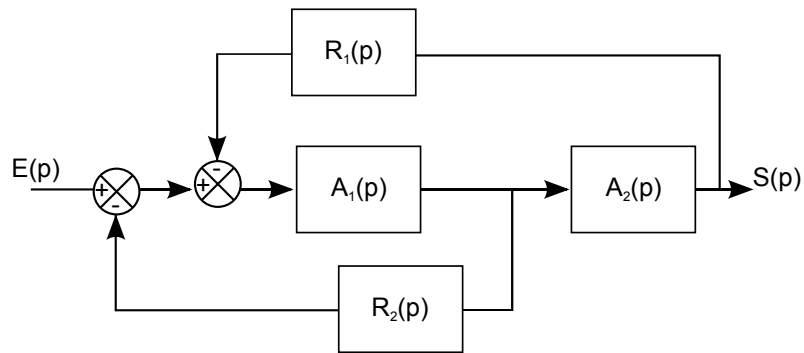 R₁(p)
E(p)
+
-
+
-
A₁(p)
A₂(p)
S(p)
R₂(p)